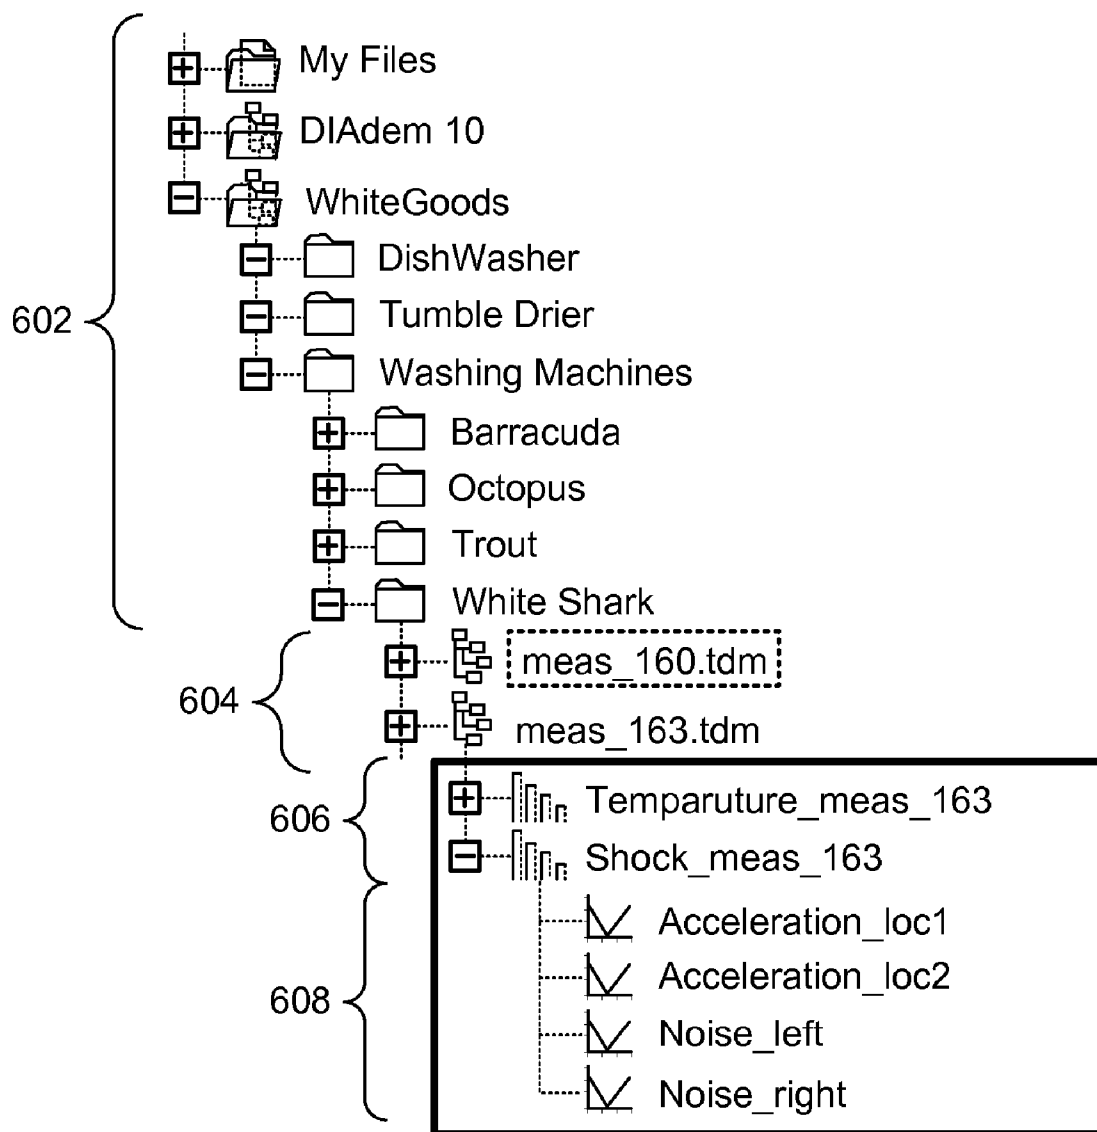 My Files
DIAdem 10
WhiteGoods
DishWasher
602
Tumble Drier
Washing Machines
Barracuda
Octopus
Trout
White Shark
meas_160.tdm
604
meas_163.tdm
606
Temparuture_meas_163
Shock_meas_163
Acceleration_loc1
Acceleration_loc2
608
Noise_left
Noise_right